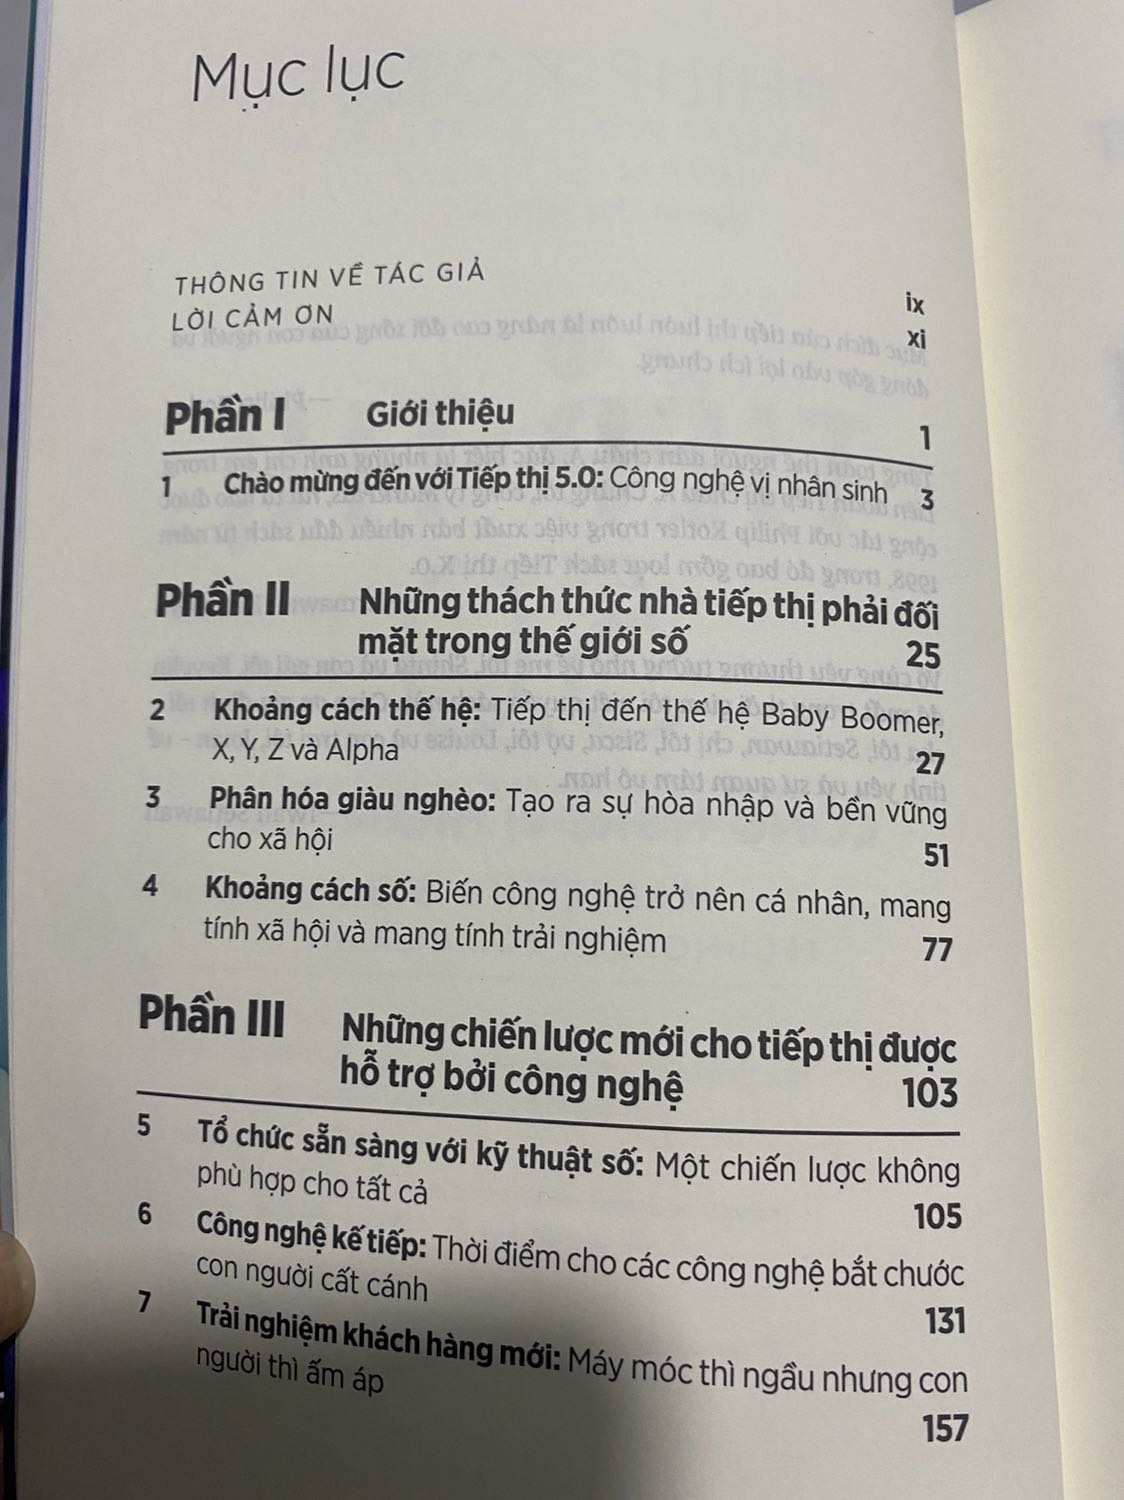 Mục lục
THÔNG TIN VỀ TÁC GIẢ ix
LỜI CẢM ƠN xi
Phần I Giới thiệu 1
1 Chào mừng đến với Tiếp thị 5.0: Công nghệ vị nhân sinh 3
Phần II Những thách thức nhà tiếp thị phải đối
mặt trong thế giới số 25
2 Khoảng cách thế hệ: Tiếp thị đến thế hệ Baby Boomer,
X, Y, Z và Alpha 27
3 Phân hóa giàu nghèo: Tạo ra sự hòa nhập và bền vững
cho xã hội 51
4 Khoảng cách số: Biến công nghệ trở nên cá nhân, mang
tính xã hội và mang tính trải nghiệm 77
Phần III Những chiến lược mới cho tiếp thị được
hỗ trợ bởi công nghệ 103
5 Tổ chức sẵn sàng với kỹ thuật số: Một chiến lược không
phù hợp cho tất cả 105
6 Công nghệ kế tiếp: Thời điểm cho các công nghệ bắt chước
con người cất cánh 131
7 Trải nghiệm khách hàng mới: Máy móc thì ngầu nhưng con
người thì ấm áp 157